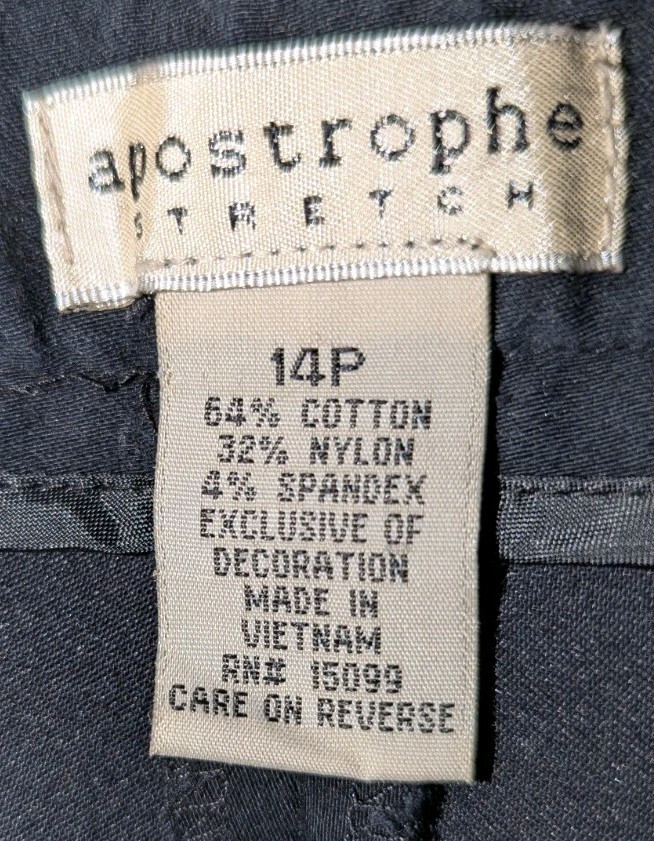 apostrophe
STRETCH
14P
64% COTTON
32% NYLON
4% SPANDEX
EXCLUSIVE OF
DECORATION
MADE IN
VIETNAM
RN# 15099
CARE ON REVERSE